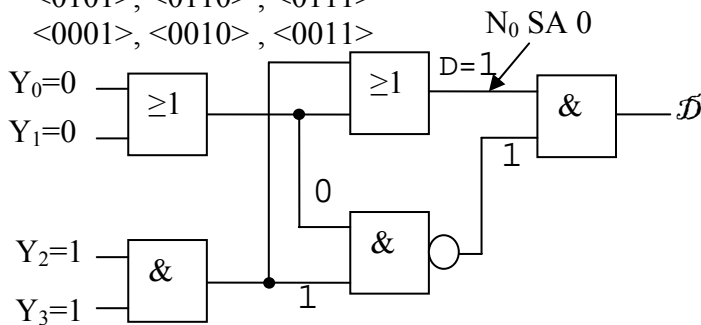 <0101>, <0110> , <0111>
<0001>, <0010> , <0011>
N₀ SA 0
D=1
Y₀=0
Y₁=0
≥1
≥1
&
𝒟
1
0
Y₂=1
Y₃=1
&
&
1